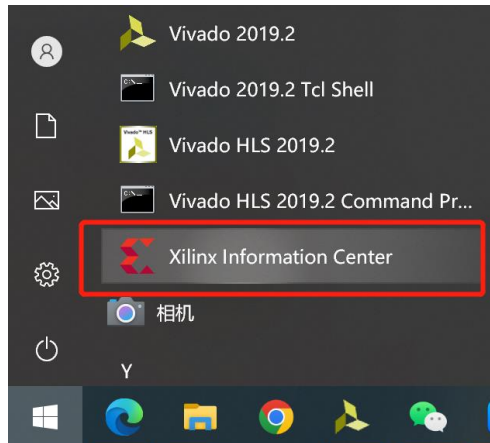 Vivado 2019.2
Vivado 2019.2 Tcl Shell
Vivado HLS 2019.2
Vivado HLS 2019.2 Command Pr...
Xilinx Information Center
相机
Y